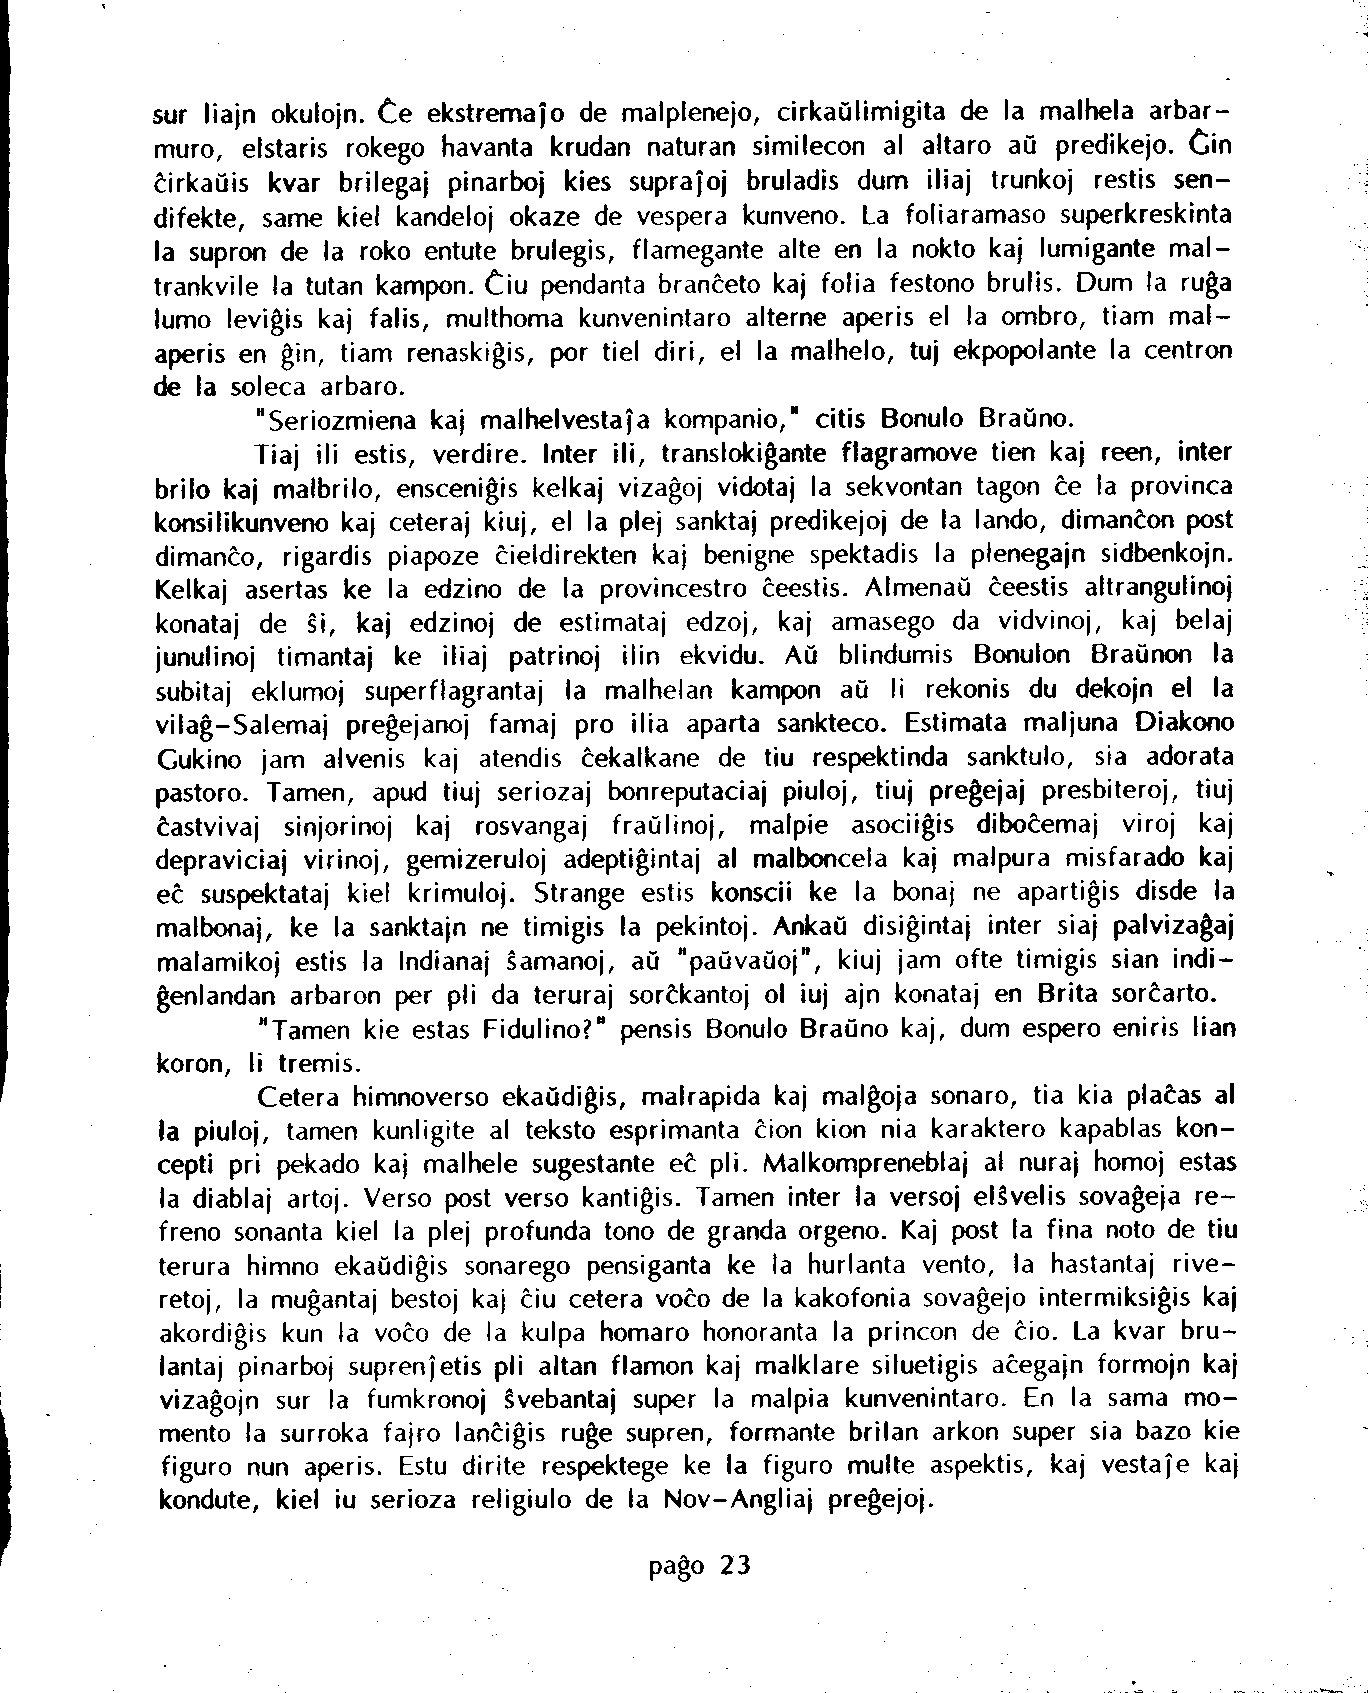 sur liajn okulojn. Ĉe ekstremaĵo de malplenejo, cirkaŭlimigita de la malhela arbar-
muro, elstaris rokego havanta krudan naturan similecon al altaro aŭ predikejo. Ĝin
ĉirkaŭis kvar brilegaj pinarboj kies supraĵoj bruladis dum iliaj trunkoj restis sen-
difekte, same kiel kandeloj okaze de vespera kunveno. La foliaramaso superkreskinta
la supron de la roko entute brulegis, flamegante alte en la nokto kaj lumigante mal-
trankvile la tutan kampon. Ĉiu pendanta branĉeto kaj folia festono brulis. Dum la ruĝa
lumo leviĝis kaj falis, multhoma kunvenintaro alterne aperis el la ombro, tiam mal-
aperis en ĝin, tiam renaskiĝis, por tiel diri, el la malhelo, tuj ekpopolante la centron
de la soleca arbaro.
"Seriozmiena kaj malhelvestaĵa kompanio," citis Bonulo Braŭno.
Tiaj ili estis, verdire. Inter ili, translokiĝante flagramove tien kaj reen, inter
brilo kaj malbrilo, ensceniĝis kelkaj vizaĝoj vidotaj la sekvontan tagon ĉe la provinca
konsilikunveno kaj ceteraj kiuj, el la plej sanktaj predikejoj de la lando, dimanĉon post
dimanĉo, rigardis piapoze ĉieldirekten kaj benigne spektadis la plenegajn sidbenkojn.
Kelkaj asertas ke la edzino de la provincestro ĉeestis. Almenaŭ ĉeestis altrangulinoj
konataj de ŝi, kaj edzinoj de estimataj edzoj, kaj amasego da vidvinoj, kaj belaj
junulinoj timantaj ke iliaj patrinoj ilin ekvidu. Aŭ blindumis Bonulon Braŭnon la
subitaj eklumoj superflagrantaj la malhelan kampon aŭ li rekonis du dekojn el la
vilaĝ-Salemaj preĝejanoj famaj pro ilia aparta sankteco. Estimata maljuna Diakono
Gukino jam alvenis kaj atendis ĉekalkane de tiu respektinda sanktulo, sia adorata
pastoro. Tamen, apud tiuj seriozaj bonreputaciaj piuloj, tiuj preĝejaj presbiteroj, tiuj
ĉastvivaj sinjorinoj kaj rosvangaj fraŭlinoj, malpie asociiĝis diboĉemaj viroj kaj
depraviciaj virinoj, gemizeruloj adeptiĝintaj al malboncela kaj malpura misfarado kaj
eĉ suspektataj kiel krimuloj. Strange estis konscii ke la bonaj ne apartiĝis disde la
malbonaj, ke la sanktajn ne timigis la pekintoj. Ankaŭ disiĝintaj inter siaj palvizaĝaj
malamikoj estis la Indianaj ŝamanoj, aŭ "paŭvaŭoj", kiuj jam ofte timigis sian indi-
ĝenlandan arbaron per pli da teruraj sorĉkantoj ol iuj ajn konataj en Brita sorĉarto.
"Tamen kie estas Fidulino?" pensis Bonulo Braŭno kaj, dum espero eniris lian
koron, li tremis.
Cetera himnoverso ekaŭdiĝis, malrapida kaj malĝoja sonaro, tia kia plaĉas al
la piuloj, tamen kunligite al teksto esprimanta ĉion kion nia karaktero kapablas kon-
cepti pri pekado kaj malhele sugestante eĉ pli. Malkompreneblaj al nuraj homoj estas
la diablaj artoj. Verso post verso kantiĝis. Tamen inter la versoj elŝvelis sovaĝeja re-
freno sonanta kiel la plej profunda tono de granda orgeno. Kaj post la fina noto de tiu
terura himno ekaŭdiĝis sonarego pensiganta ke la hurlanta vento, la hastantaj rive-
retoj, la muĝantaj bestoj kaj ĉiu cetera voĉo de la kakofonia sovaĝejo intermiksiĝis kaj
akordiĝis kun la voĉo de la kulpa homaro honoranta la princon de ĉio. La kvar bru-
lantaj pinarboj suprenĵetis pli altan flamon kaj malklare siluetigis aĉegajn formojn kaj
vizaĝojn sur la fumkronoj ŝvebantaj super la malpia kunvenintaro. En la sama mo-
mento la surroka fajro lanĉiĝis ruĝe supren, formante brilan arkon super sia bazo kie
figuro nun aperis. Estu dirite respektege ke la figuro multe aspektis, kaj vestaĵe kaj
kondute, kiel iu serioza religiulo de la Nov-Angliaj preĝejoj.
paĝo 23